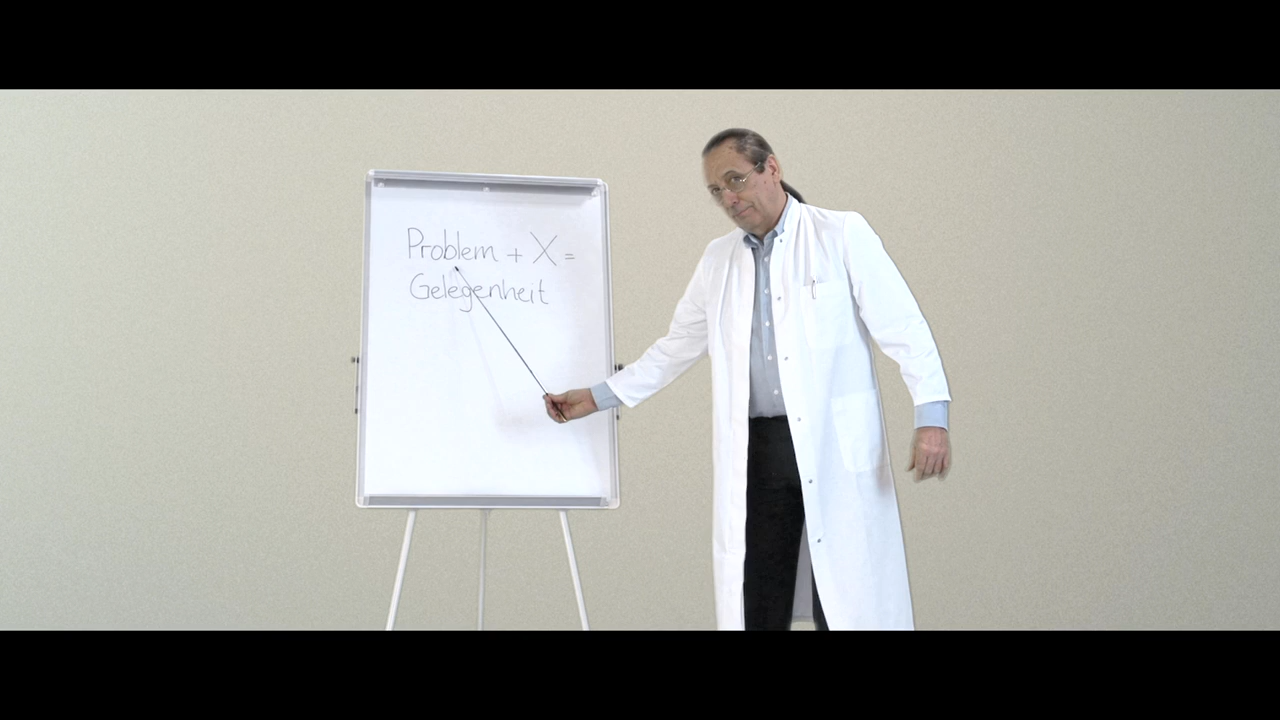 Problem + X =
Gelegenheit